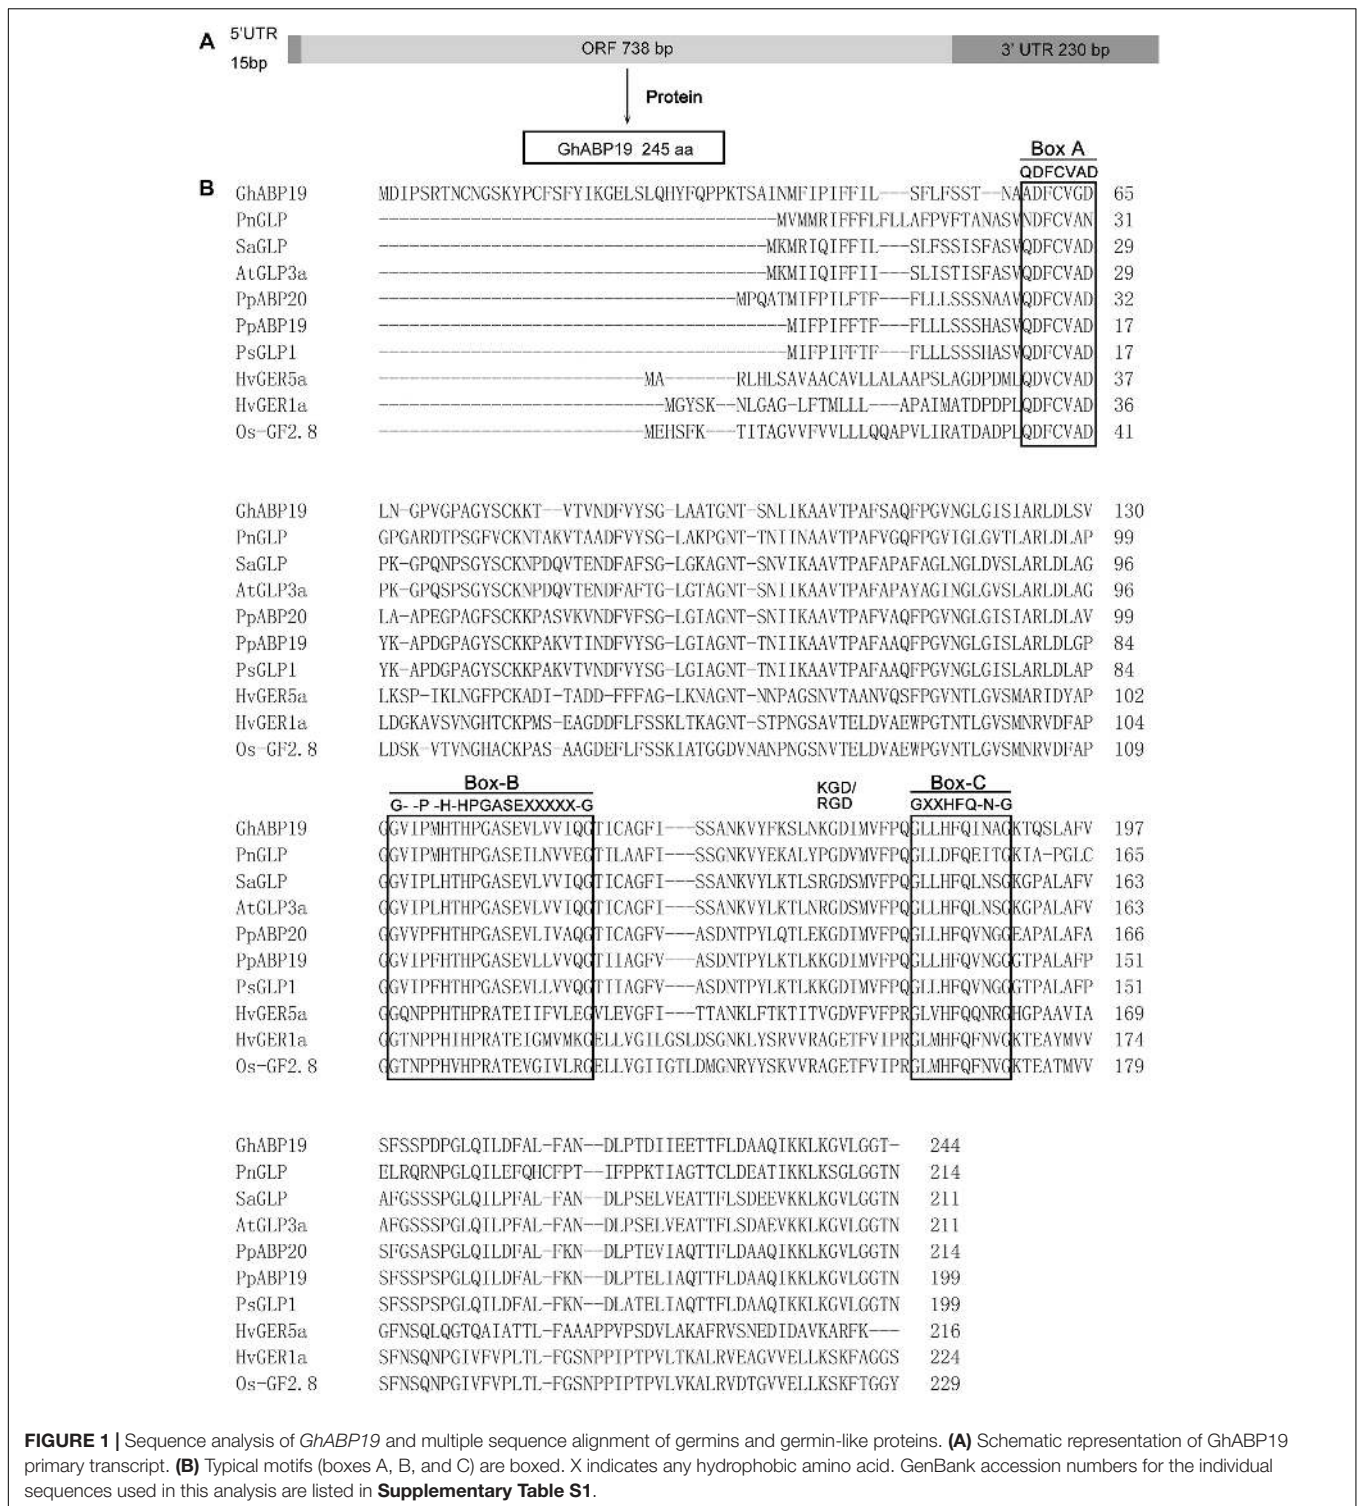 A 5'UTR 15bp ORF 738 bp 3' UTR 230 bp
Protein
GhABP19 245 aa
Box A
QDFCVAD
B
GhABP19 MDIPSRTNCNGSKYPCFSFYIKGELSLQHYFQPPKTSAINMFIPIFFIL---SFLFSST--NAADFCVGD 65
PnGLP --------------------------------------MVMMRIFFFLFLLAFPVFTANASVNDFCVAN 31
SaGLP -------------------------------------MKMRIQIFFIL---SLFSSISFASVQDFCVAD 29
AtGLP3a -------------------------------------MKMIIQIFFII---SLISTISFASVQDFCVAD 29
PpABP20 ----------------------------------MPQATMIFPILFTF---FLLLSSSNAAVQDFCVAD 32
PpABP19 ---------------------------------------MIFPIFFTF---FLLLSSSHASVQDFCVAD 17
PsGLP1 ---------------------------------------MIFPIFFTF---FLLLSSSHASVQDFCVAD 17
HvGER5a -------------------------MA-------RLHLSAVAACAVLLALAAPSLAGDPDMLQDVCVAD 37
HvGER1a ---------------------------MGYSK--NLGAG-LFTMLLL---APAIMATDPDPLQDFCVAD 36
Os-GF2.8 -------------------------MEHSFK---TITAGVVFVVLLLQQAPVLIRATDADPLQDFCVAD 41
GhABP19 LN-GPVGPAGYSCKKT--VTVNDFVYSG-LAATGNT-SNLIKAAVTPAFSAQFPGVNGLGISIARLDLSV 130
PnGLP GPGARDTPSGFVCKNTAKVTAADFVYSG-LAKPGNT-TNIINAAVTPAFVGQFPGVIGLGVTLARLDLAP 99
SaGLP PK-GPQNPSGYSCKNPDQVTENDFAFSG-LGKAGNT-SNVIKAAVTPAFAPAFAGLNGLDVSLARLDLAG 96
AtGLP3a PK-GPQSPSGYSCKNPDQVTENDFAFTG-LGTAGNT-SNIIKAAVTPAFAPAYAGINGLGVSLARLDLAG 96
PpABP20 LA-APEGPAGFSCKKPASVKVNDFVFSG-LGIAGNT-SNIIKAAVTPAFVAQFPGVNGLGISIARLDLAV 99
PpABP19 YK-APDGPAGYSCKKPAKVTINDFVYSG-LGIAGNT-TNIIKAAVTPAFAAQFPGVNGLGISLARLDLGP 84
PsGLP1 YK-APDGPAGYSCKKPAKVTVNDFVYSG-LGIAGNT-TNIIKAAVTPAFAAQFPGVNGLGISLARLDLAP 84
HvGER5a LKSP-IKLNGFPCKADI-TADD-FFFAG-LKNAGNT-NNPAGSNVTAANVQSFPGVNTLGVSMARIDYAP 102
HvGER1a LDGKAVSVNGHTCKPMS-EAGDDFLFSSKLTKAGNT-STPNGSAVTELDVAEWPGTNTLGVSMNRVDFAP 104
Os-GF2.8 LDSK-VTVNGHACKPAS-AAGDEFLFSSKIATGGDVNANPNGSNVTELDVAEWPGVNTLGVSMNRVDFAP 109
Box-B KGD/ RGD Box-C
G- -P -H-HPGASEXXXXX-G GXXHFQ-N-G
GhABP19 GGVIPMHTHPGASEVLVVIQGTICAGFI---SSANKVYFKSLNKGDIMVFPQGLLHFQINAGKTQSLAFV 197
PnGLP GGVIPMHTHPGASEILNVVEGTILAAFI---SSGNKVYEKALYPGDVMVFPQGLLDFQEITGKIA-PGLC 165
SaGLP GGVIPLHTHPGASEVLVVIQGTICAGFI---SSANKVYLKTLSRGDSMVFPQGLLHFQLNSGKGPALAFV 163
AtGLP3a GGVIPLHTHPGASEVLVVIQGTICAGFI---SSANKVYLKTLNRGDSMVFPQGLLHFQLNSGKGPALAFV 163
PpABP20 GGVVPFHTHPGASEVLIVAQGTICAGFV---ASDNTPYLQTLEKGDIMVFPQGLLHFQVNGGEAPALAFA 166
PpABP19 GGVIPFHTHPGASEVLLVVQGTIIAGFV---ASDNTPYLKTLKKGDIMVFPQGLLHFQVNGGGTPALAFP 151
PsGLP1 GGVIPFHTHPGASEVLLVVQGTIIAGFV---ASDNTPYLKTLKKGDIMVFPQGLLHFQVNGGGTPALAFP 151
HvGER5a GGQNPPHTHPRATEIIFVLEGVLEVGFI---TTANKLFTKTITVGDVFVFPRGLVHFQQNRGHGPAAVIA 169
HvGER1a GGTNPPHIHPRATEIGMVMKGELLVGILGSLDSGNKLYSRVVRAGETFVIPRGLMHFQFNVGKTEAYMVV 174
Os-GF2.8 GGTNPPHVHPRATEVGIVLRGELLVGIIGTLDMGNRYYSKVVRAGETFVIPRGLMHFQFNVGKTEATMVV 179
GhABP19 SFSSPDPGLQILDFAL-FAN--DLPTDIIEETTFLDAAQIKKLKGVLGGT- 244
PnGLP ELRQRNPGLQILEFQHCFPT--IFPPKTIAGTTCLDEATIKKLKSGLGGTN 214
SaGLP AFGSSSPGLQILPFAL-FAN--DLPSELVEATTFLSDEEVKKLKGVLGGTN 211
AtGLP3a AFGSSSPGLQILPFAL-FAN--DLPSELVEATTFLSDAEVKKLKGVLGGTN 211
PpABP20 SFGSASPGLQILDFAL-FKN--DLPTEVIAQTTFLDAAQIKKLKGVLGGTN 214
PpABP19 SFSSPSPGLQILDFAL-FKN--DLPTELIAQTTFLDAAQIKKLKGVLGGTN 199
PsGLP1 SFSSPSPGLQILDFAL-FKN--DLATELIAQTTFLDAAQIKKLKGVLGGTN 199
HvGER5a GFNSQLQGTQAIATTL-FAAAPPVPSDVLAKAFRVSNEDIDAVKARFK--- 216
HvGER1a SFNSQNPGIVFVPLTL-FGSNPPIPTPVLTKALRVEAGVVELLKSKFAGGS 224
Os-GF2.8 SFNSQNPGIVFVPLTL-FGSNPPIPTPVLVKALRVDTGVVELLKSKFTGGY 229
FIGURE 1 | Sequence analysis of GhABP19 and multiple sequence alignment of germins and germin-like proteins. (A) Schematic representation of GhABP19
primary transcript. (B) Typical motifs (boxes A, B, and C) are boxed. X indicates any hydrophobic amino acid. GenBank accession numbers for the individual
sequences used in this analysis are listed in Supplementary Table S1.